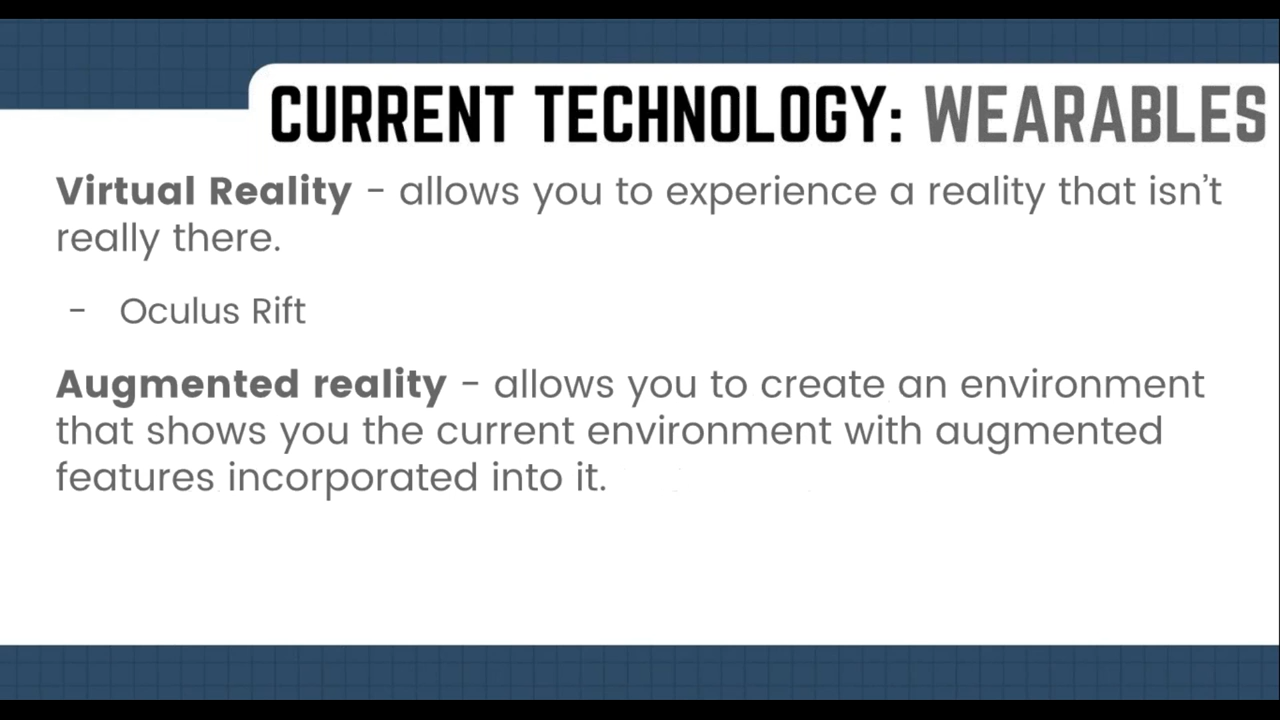 CURRENT TECHNOLOGY: WEARABLES
Virtual Reality - allows you to experience a reality that isn't
really there.
- Oculus Rift
Augmented reality - allows you to create an environment
that shows you the current environment with augmented
features incorporated into it.